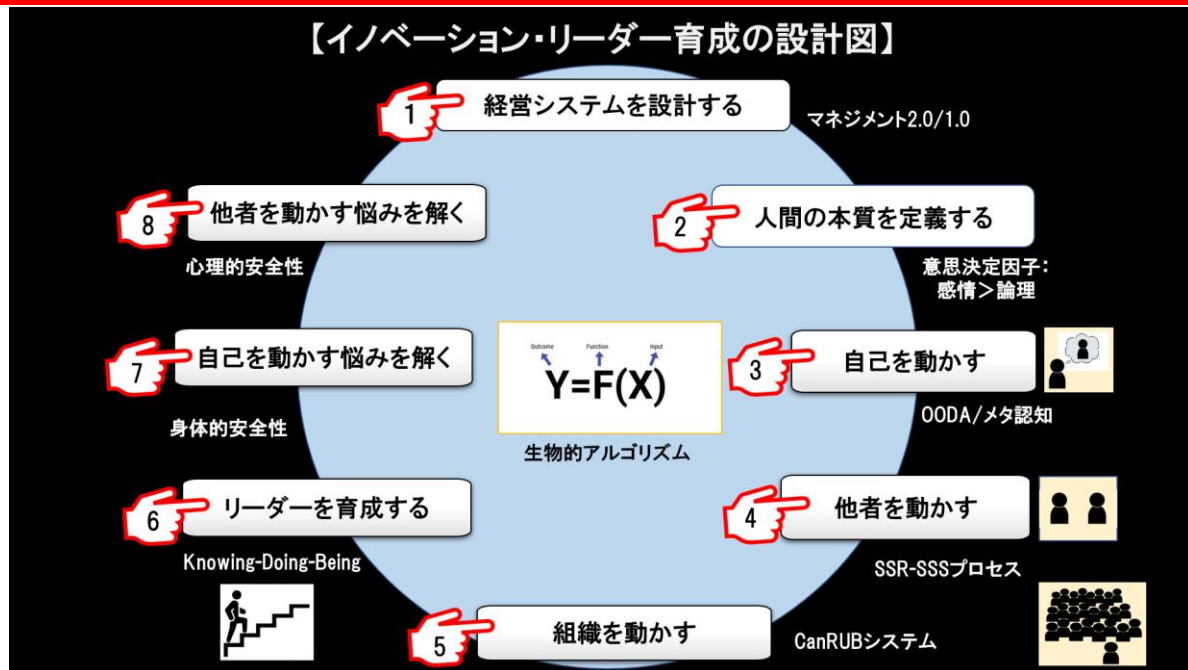 【イノベーション・リーダー育成の設計図】
1
経営システムを設計する
マネジメント2.0/1.0
2
人間の本質を定義する
意思決定因子：
感情＞論理
3
自己を動かす
OODA/メタ認知
4
他者を動かす
SSR-SSSプロセス
5
組織を動かす
CanRUBシステム
6
リーダーを育成する
Knowing-Doing-Being
7
自己を動かす悩みを解く
身体的安全性
8
他者を動かす悩みを解く
心理的安全性
Outcome Function Input
Y=F(X)
生物的アルゴリズム